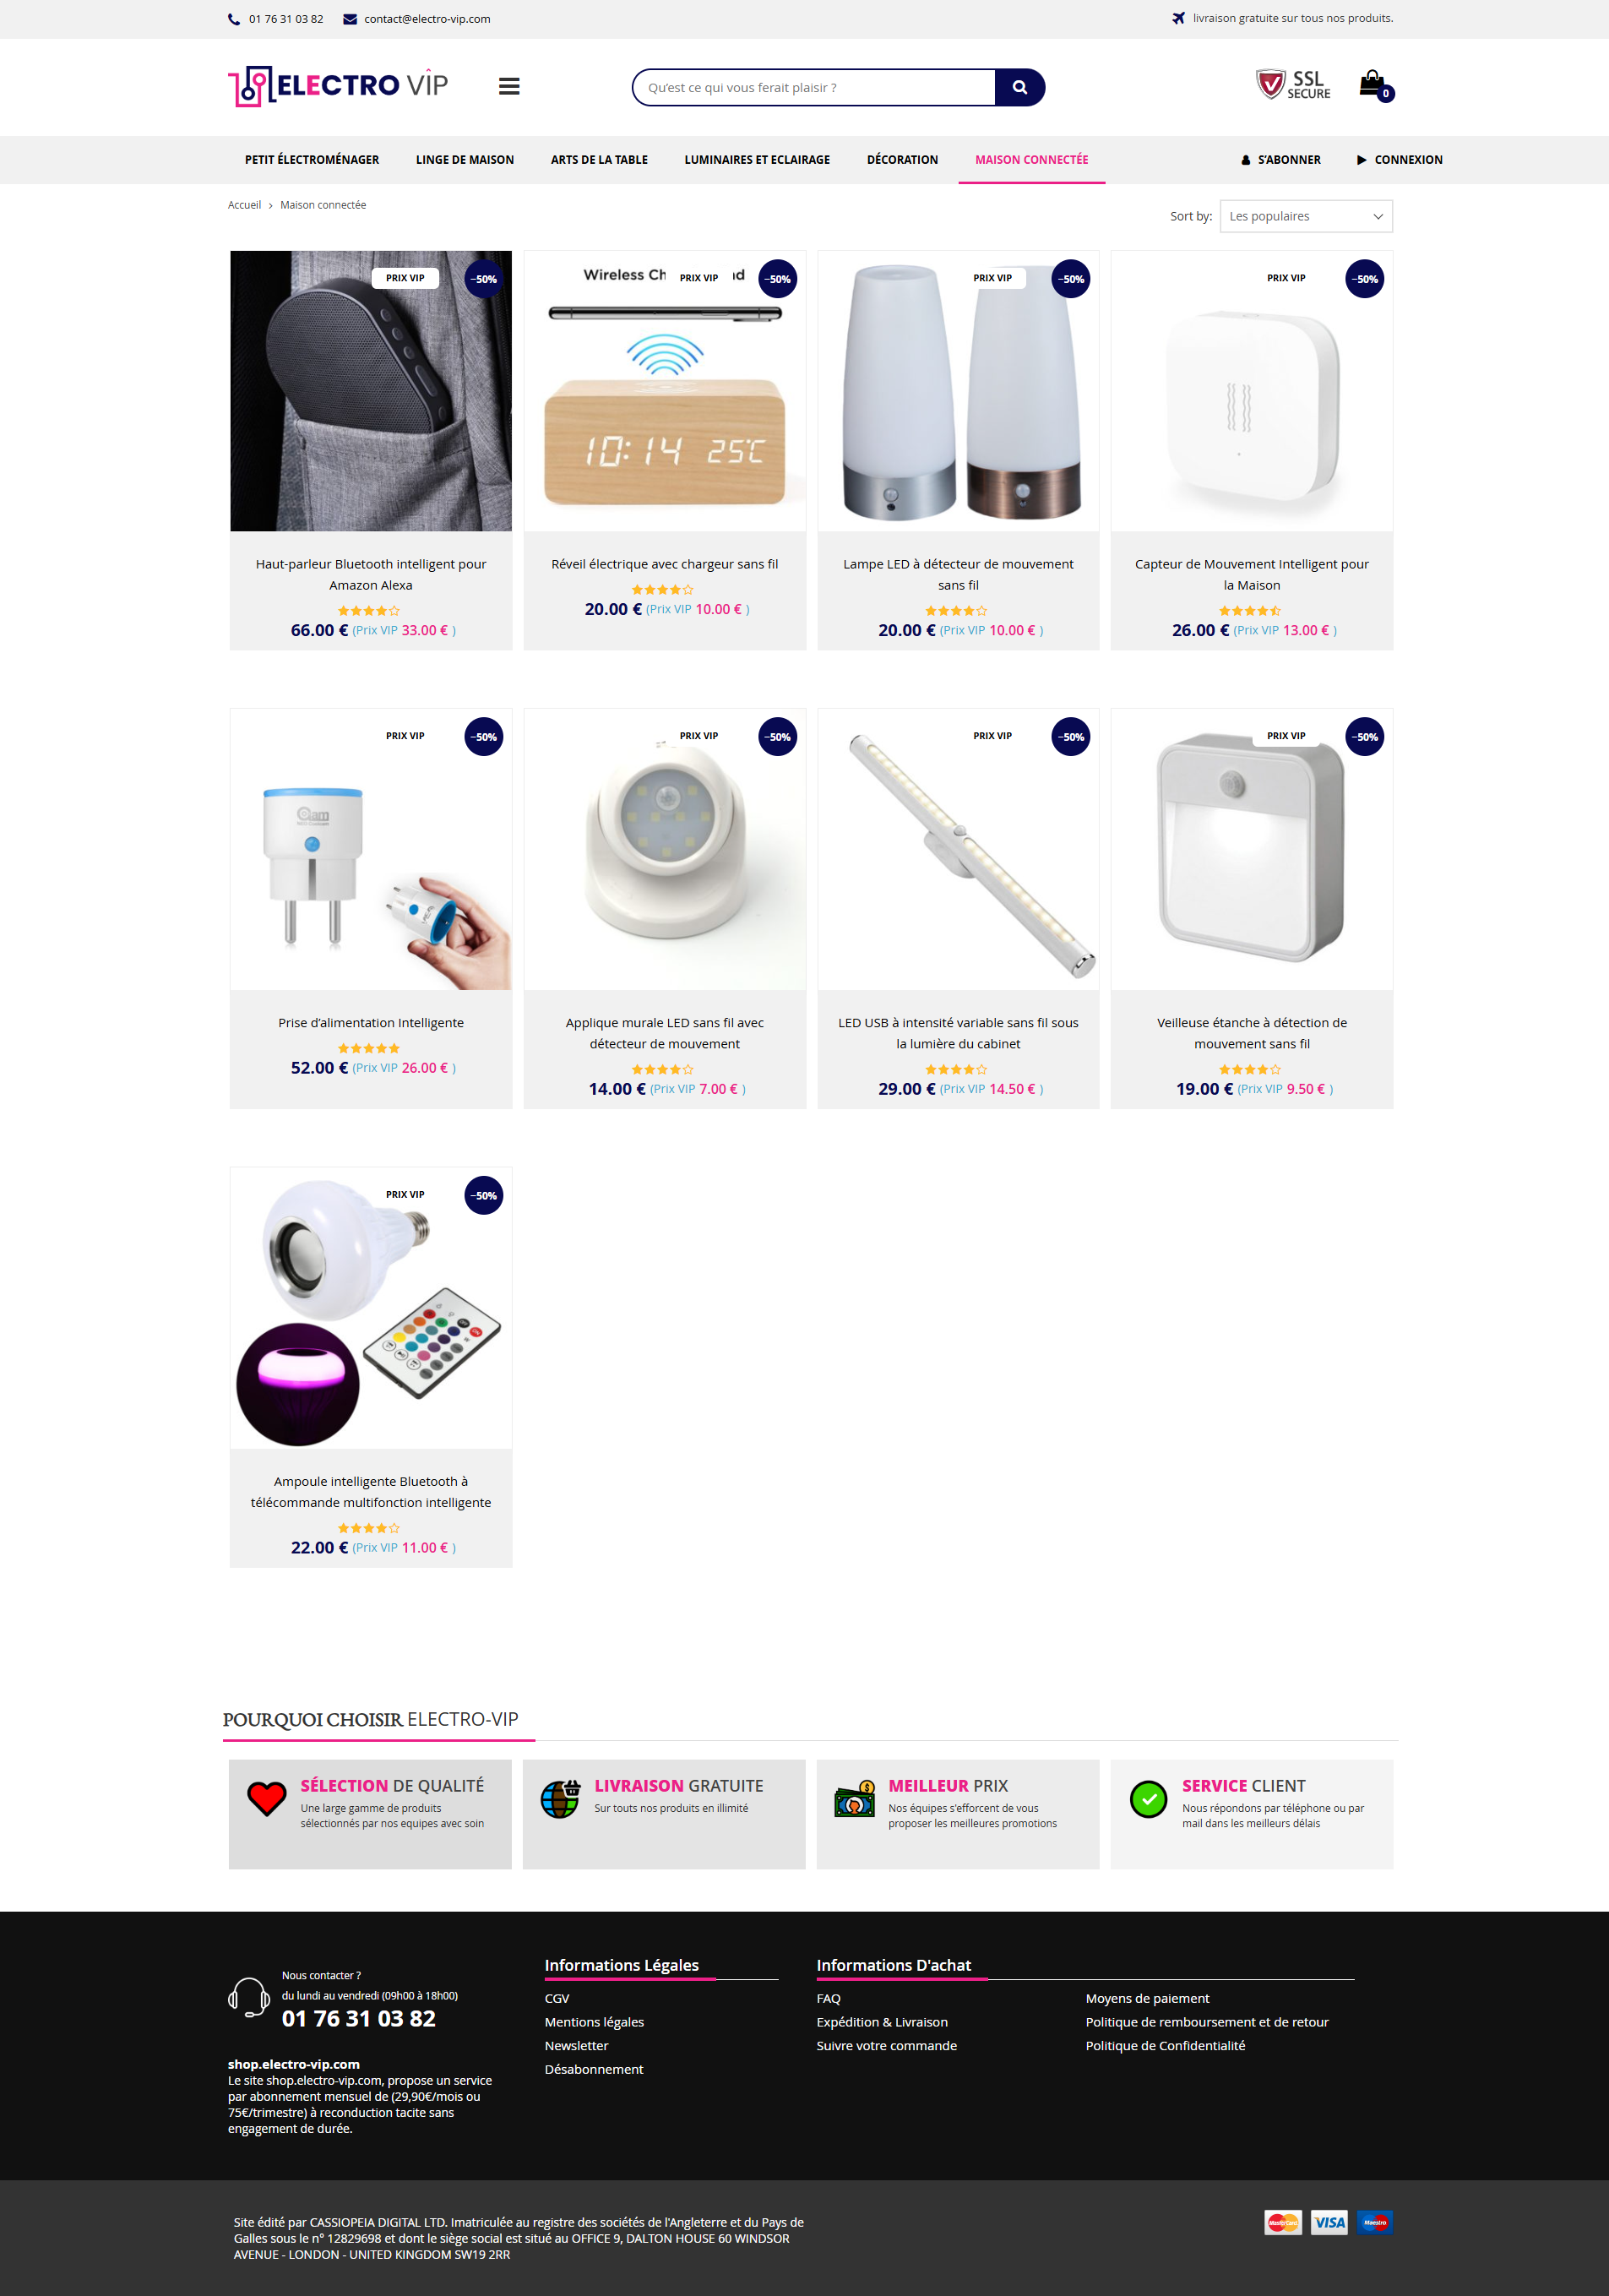 01 76 31 03 82
contact@electro-vip.com
livraison gratuite sur tous nos produits.
ELECTRO VIP
Qu'est ce qui vous ferait plaisir ?
SSL
SECURE
0
PETIT ÉLECTROMÉNAGER
LINGE DE MAISON
ARTS DE LA TABLE
LUMINAIRES ET ECLAIRAGE
DÉCORATION
MAISON CONNECTÉE
S'ABONNER
CONNEXION
Accueil > Maison connectée
Sort by:
Les populaires
PRIX VIP
-50%
Haut-parleur Bluetooth intelligent pour
Amazon Alexa
66.00 € (Prix VIP 33.00 € )
Wireless
PRIX VIP
-50%
10:14 25℃
Réveil électrique avec chargeur sans fil
20.00 € (Prix VIP 10.00 € )
PRIX VIP
-50%
Lampe LED à détecteur de mouvement
sans fil
20.00 € (Prix VIP 10.00 € )
PRIX VIP
-50%
Capteur de Mouvement Intelligent pour
la Maison
26.00 € (Prix VIP 13.00 € )
PRIX VIP
-50%
Prise d'alimentation Intelligente
52.00 € (Prix VIP 26.00 € )
PRIX VIP
-50%
Applique murale LED sans fil avec
détecteur de mouvement
14.00 € (Prix VIP 7.00 € )
PRIX VIP
-50%
LED USB à intensité variable sans fil sous
la lumière du cabinet
29.00 € (Prix VIP 14.50 € )
PRIX VIP
-50%
Veilleuse étanche à détection de
mouvement sans fil
19.00 € (Prix VIP 9.50 € )
PRIX VIP
-50%
Ampoule intelligente Bluetooth à
télécommande multifonction intelligente
22.00 € (Prix VIP 11.00 € )
POURQUOI CHOISIR ELECTRO-VIP
SÉLECTION DE QUALITÉ
Une large gamme de produits
sélectionnés par nos equipes avec soin
LIVRAISON GRATUITE
Sur touts nos produits en illimité
MEILLEUR PRIX
Nos équipes s'efforcent de vous
proposer les meilleures promotions
SERVICE CLIENT
Nous répondons par téléphone ou par
mail dans les meilleurs délais
Nous contacter ?
du lundi au vendredi (09h00 à 18h00)
01 76 31 03 82
shop.electro-vip.com
Le site shop.electro-vip.com, propose un service
par abonnement mensuel de (29,90€/mois ou
75€/trimestre) à reconduction tacite sans
engagement de durée.
Informations Légales
CGV
Mentions légales
Newsletter
Désabonnement
Informations D'achat
FAQ
Expédition & Livraison
Suivre votre commande
Moyens de paiement
Politique de remboursement et de retour
Politique de Confidentialité
Site édité par CASSIOPEIA DIGITAL LTD. Imatriculée au registre des sociétés de l'Angleterre et du Pays de
Galles sous le n° 12829698 et dont le siège social est situé au OFFICE 9, DALTON HOUSE 60 WINDSOR
AVENUE - LONDON - UNITED KINGDOM SW19 2RR
MasterCard
VISA
Maestro